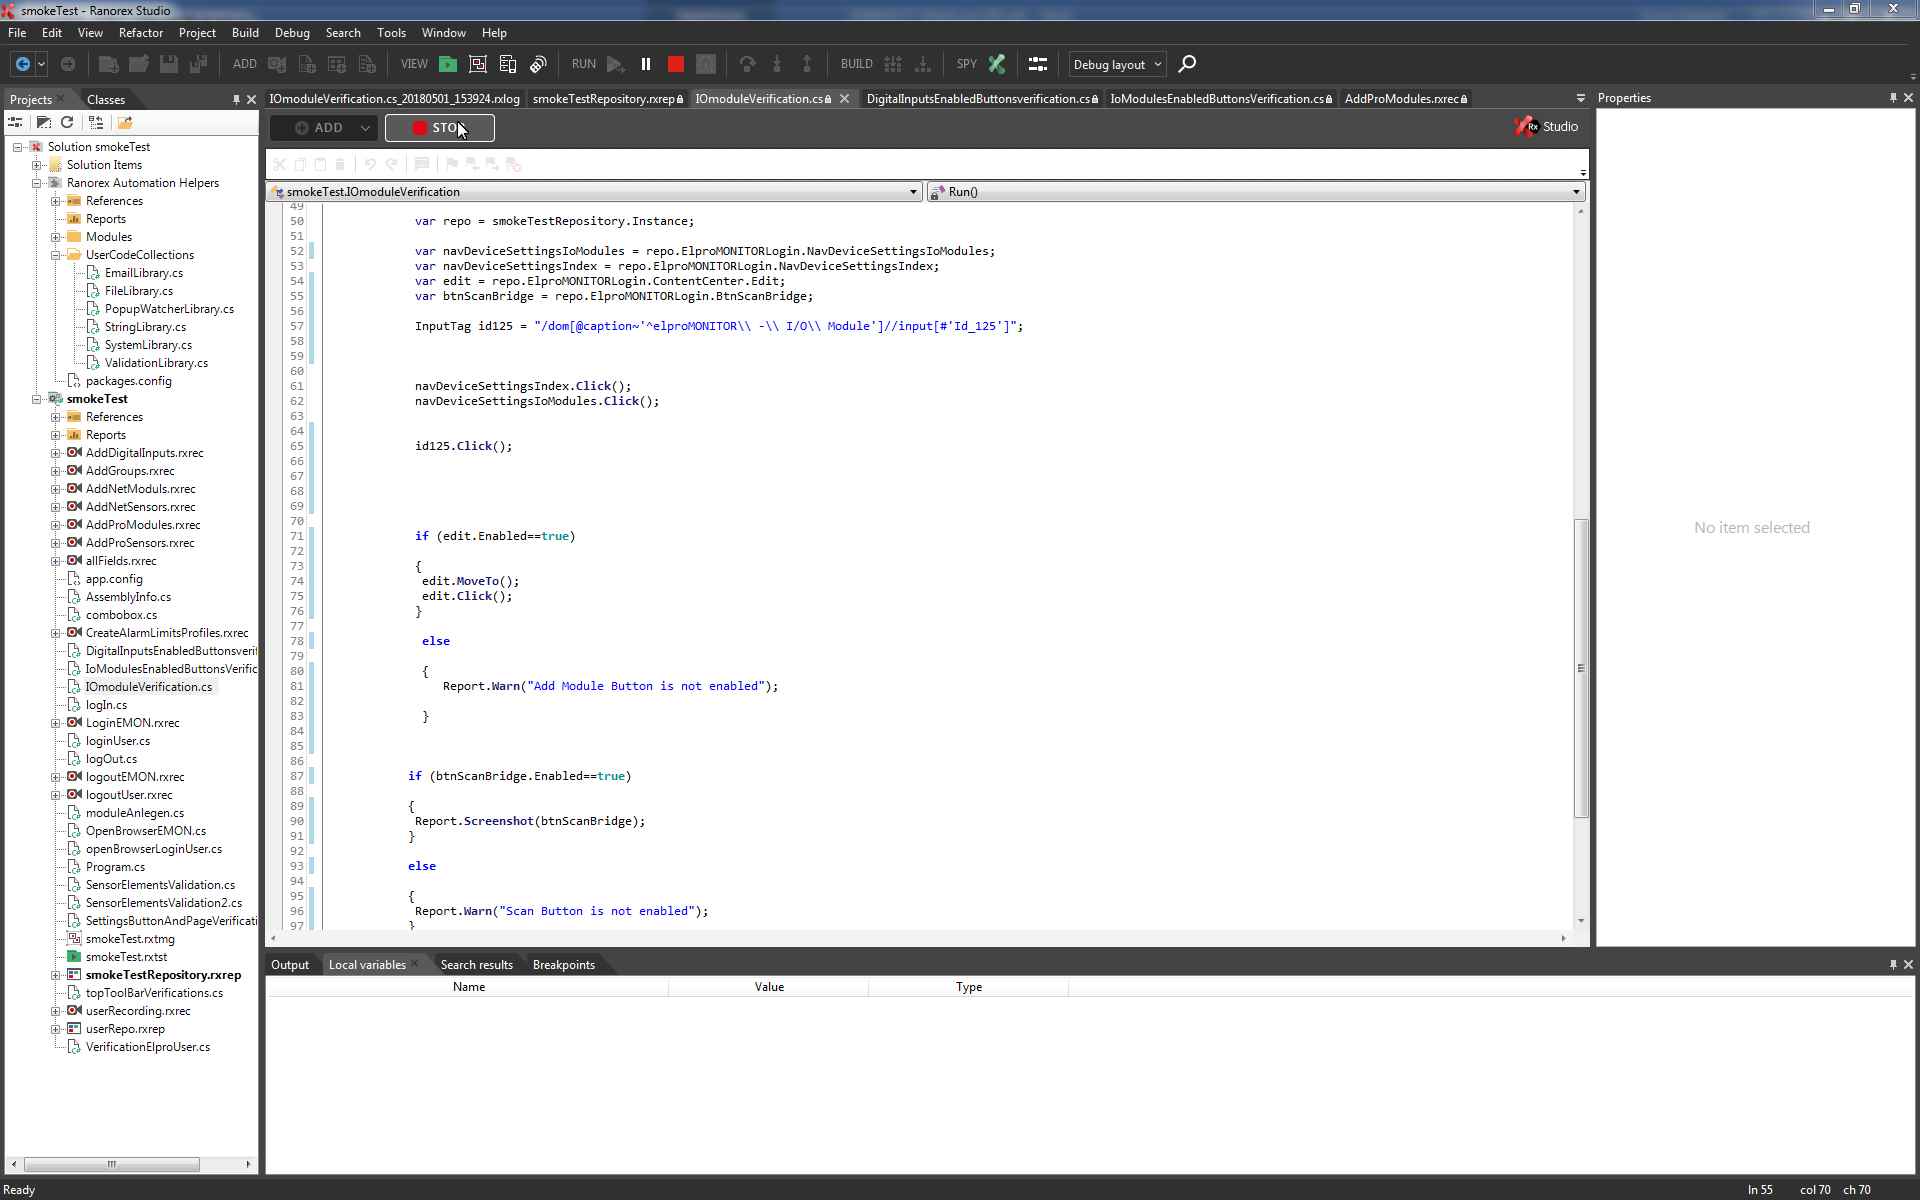 smokeTest - Ranorex Studio
File Edit View Refactor Project Build Debug Search Tools Window Help
ADD VIEW RUN BUILD SPY Debug layout
Projects Classes
IOmoduleVerification.cs_20180501_153924.rxlog smokeTestRepository.rxrep IOmoduleVerification.cs DigitalInputsEnabledButtonsverification.cs IoModulesEnabledButtonsVerification.cs AddProModules.rxrec
Properties
ADD STO Studio
smokeTest.IOmoduleVerification Run()
Solution smokeTest
Solution Items
Ranorex Automation Helpers
References
Reports
Modules
UserCodeCollections
EmailLibrary.cs
FileLibrary.cs
PopupWatcherLibrary.cs
StringLibrary.cs
SystemLibrary.cs
ValidationLibrary.cs
packages.config
smokeTest
References
Reports
AddDigitalInputs.rxrec
AddGroups.rxrec
AddNetModuls.rxrec
AddNetSensors.rxrec
AddProModules.rxrec
AddProSensors.rxrec
allFields.rxrec
app.config
AssemblyInfo.cs
combobox.cs
CreateAlarmLimitsProfiles.rxrec
DigitalInputsEnabledButtonsverif
IoModulesEnabledButtonsVerific
IOmoduleVerification.cs
logIn.cs
LoginEMON.rxrec
loginUser.cs
logOut.cs
logoutEMON.rxrec
logoutUser.rxrec
moduleAnlegen.cs
OpenBrowserEMON.cs
openBrowserLoginUser.cs
Program.cs
SensorElementsValidation.cs
SensorElementsValidation2.cs
SettingsButtonAndPageVerificati
smokeTest.rxtmg
smokeTest.rxtst
smokeTestRepository.rxrep
topToolBarVerifications.cs
userRecording.rxrec
userRepo.rxrep
VerificationElproUser.cs
49
50 var repo = smokeTestRepository.Instance;
51
52 var navDeviceSettingsIoModules = repo.ElproMONITORLogin.NavDeviceSettingsIoModules;
53 var navDeviceSettingsIndex = repo.ElproMONITORLogin.NavDeviceSettingsIndex;
54 var edit = repo.ElproMONITORLogin.ContentCenter.Edit;
55 var btnScanBridge = repo.ElproMONITORLogin.BtnScanBridge;
56
57 InputTag id125 = "/dom[@caption~'^elproMONITOR\\ -\\ I/O\\ Module']//input[#'Id_125']";
58
59
60
61 navDeviceSettingsIndex.Click();
62 navDeviceSettingsIoModules.Click();
63
64
65 id125.Click();
66
67
68
69
70
71 if (edit.Enabled==true)
72
73 {
74 edit.MoveTo();
75 edit.Click();
76 }
77
78 else
79
80 {
81 Report.Warn("Add Module Button is not enabled");
82
83 }
84
85
86
87 if (btnScanBridge.Enabled==true)
88
89 {
90 Report.Screenshot(btnScanBridge);
91 }
92
93 else
94
95 {
96 Report.Warn("Scan Button is not enabled");
97 }
No item selected
Output Local variables Search results Breakpoints
Name Value Type
Ready ln 55 col 70 ch 70